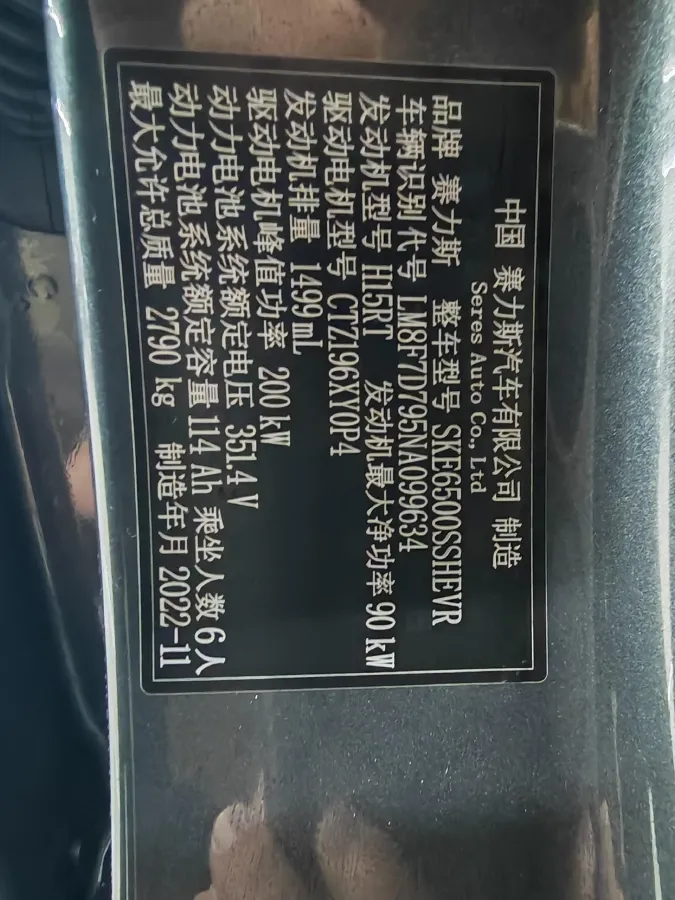 中国 赛力斯汽车有限公司 制造
Seres Auto Co., Ltd
品牌 赛力斯 整车型号 SKE6500SSHEVR
车辆识别代号 LM8F7D795NA099634
发动机型号 H15RT 发动机最大净功率 90 kW
驱动电机型号 CTZ196XY0P4
发动机排量 1499 mL
驱动电机峰值功率 200 kW
动力电池系统额定电压 351.4 V
动力电池系统额定容量 114 Ah 乘坐人数 6 人
最大允许总质量 2790 kg 制造年月 2022-11